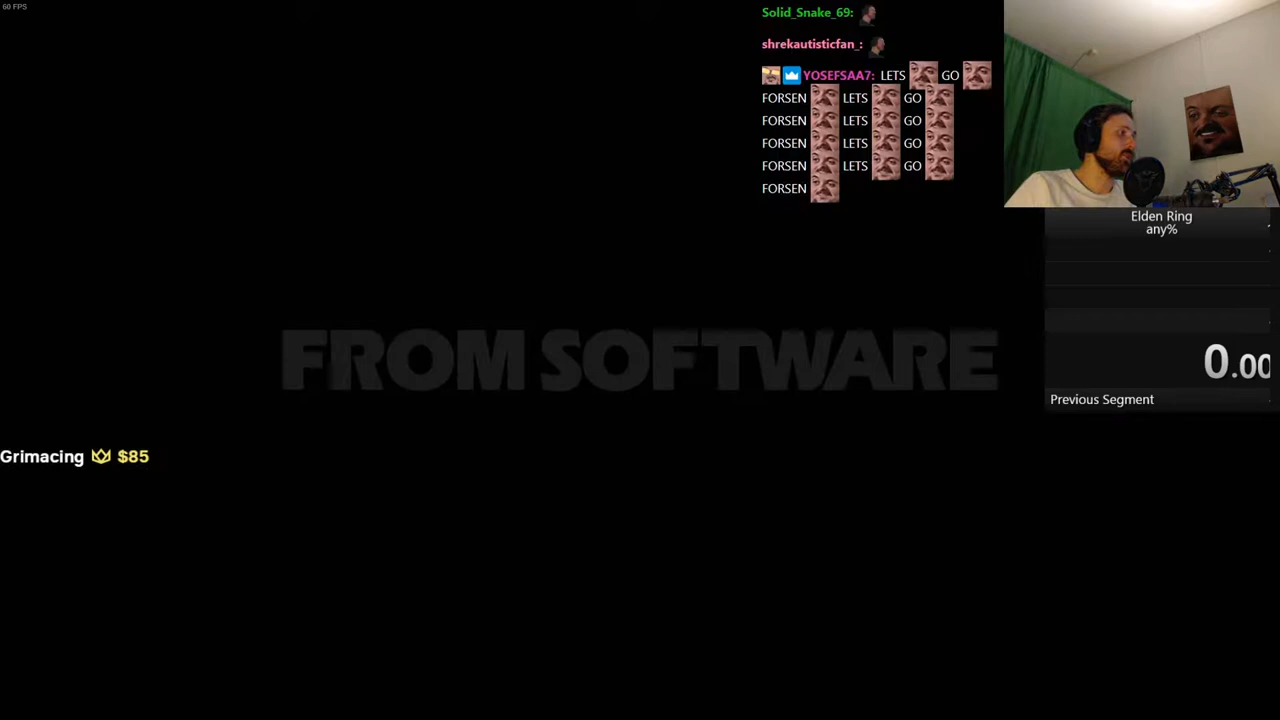 60 FPS
Solid_Snake_69:
shrekautisticfan_:
YOSEFSAA7: LETS GO
FORSEN LETS GO
FORSEN LETS GO
FORSEN LETS GO
FORSEN LETS GO
FORSEN
Elden Ring
any%
FROM SOFTWARE
0.00
Previous Segment
Grimacing $85